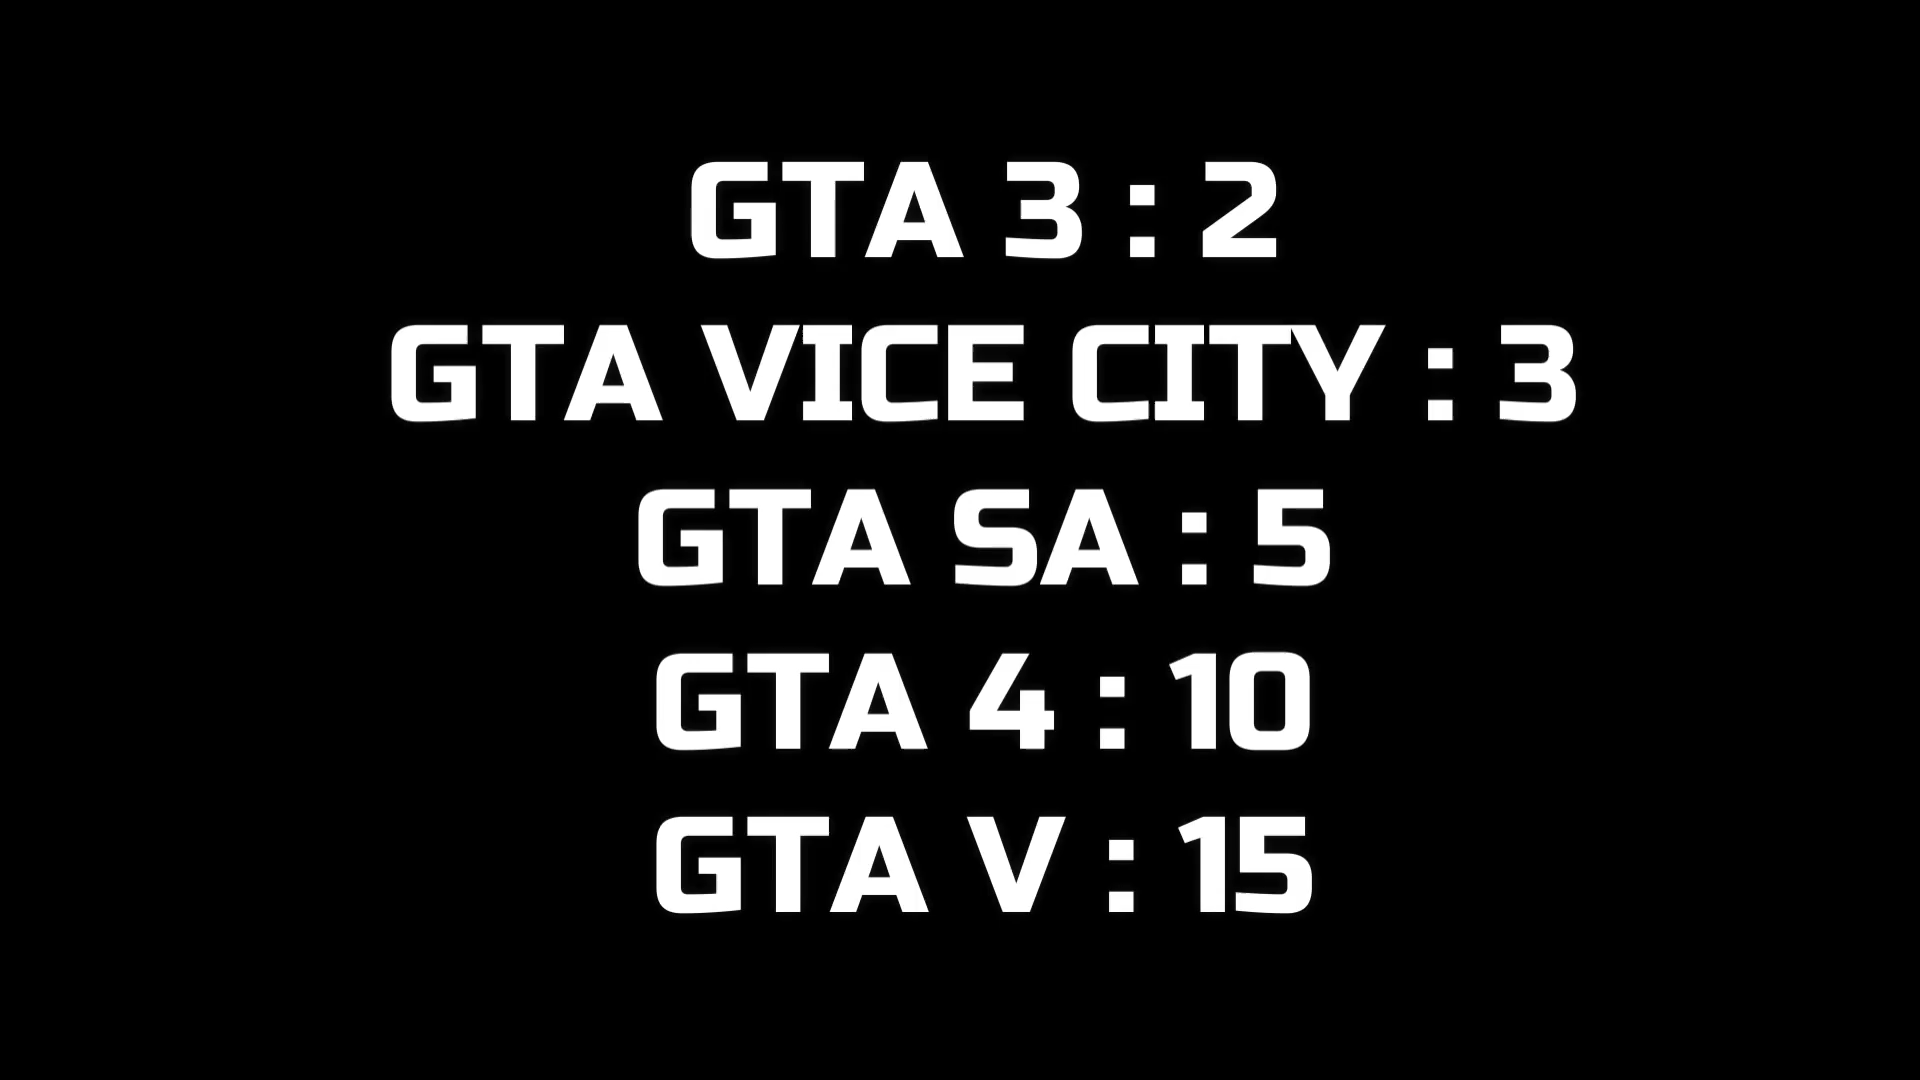 GTA 3 : 2
GTA VICE CITY : 3
GTA SA : 5
GTA 4 : 10
GTA V : 15